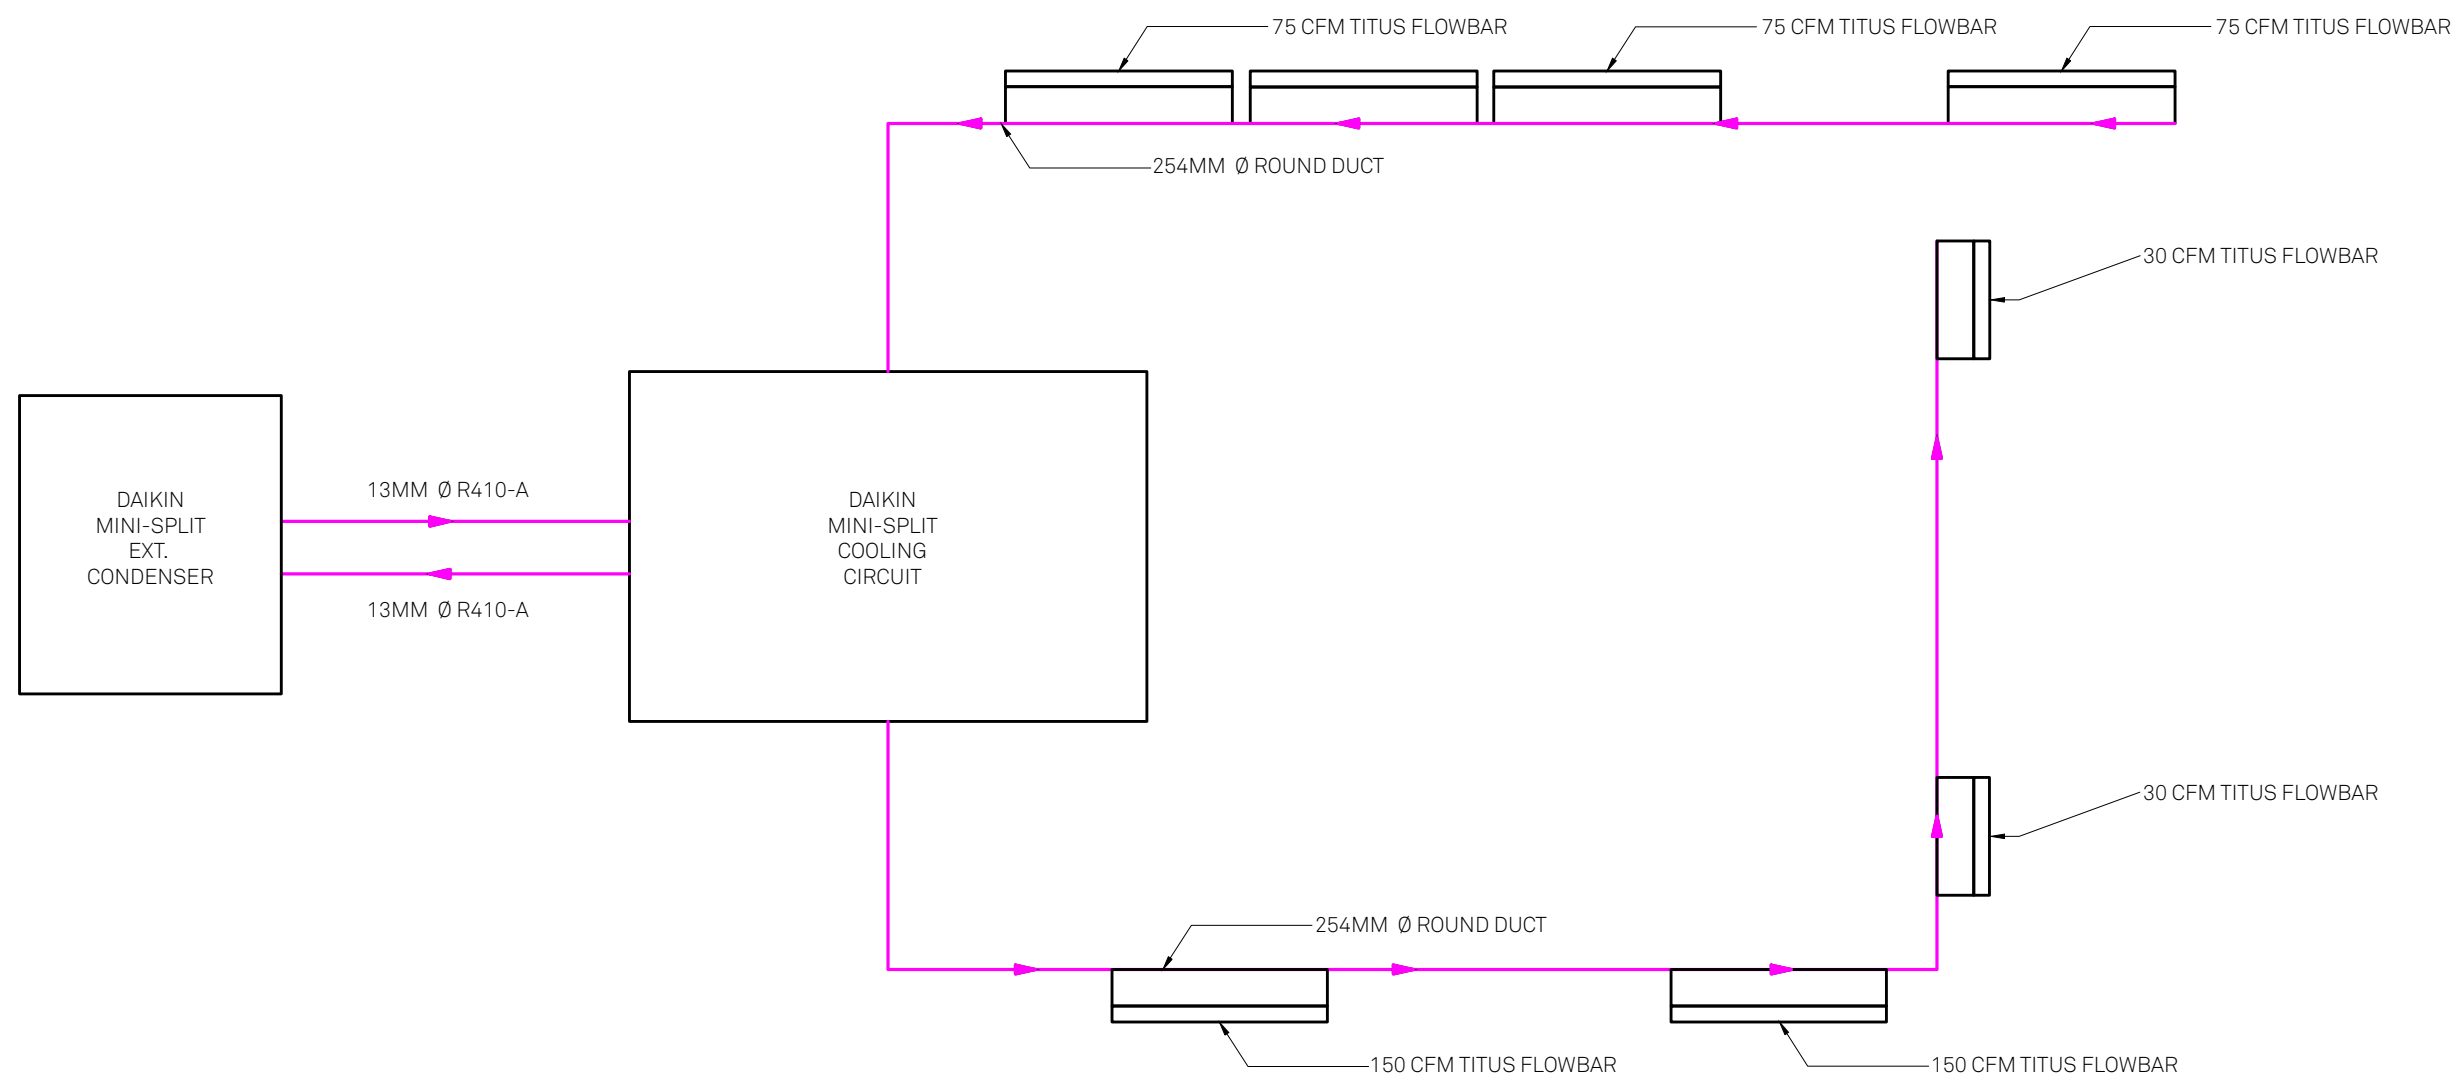 75 CFM TITUS FLOWBAR
75 CFM TITUS FLOWBAR
75 CFM TITUS FLOWBAR
254MM Ø ROUND DUCT
30 CFM TITUS FLOWBAR
DAIKIN
MINI-SPLIT
EXT.
CONDENSER
13MM Ø R410-A
13MM Ø R410-A
DAIKIN
MINI-SPLIT
COOLING
CIRCUIT
30 CFM TITUS FLOWBAR
254MM Ø ROUND DUCT
150 CFM TITUS FLOWBAR
150 CFM TITUS FLOWBAR